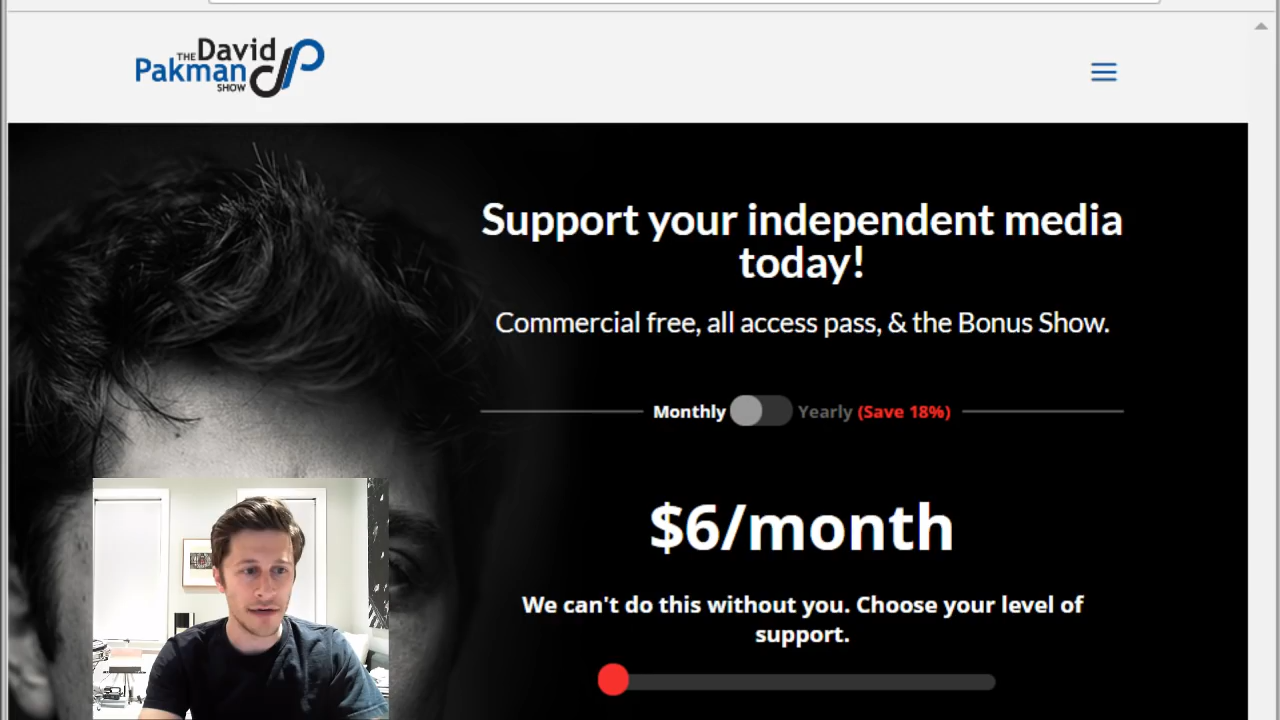 THE David
Pakman
SHOW
Support your independent media
today!
Commercial free, all access pass, & the Bonus Show.
Monthly Yearly (Save 18%)
$6/month
We can't do this without you. Choose your level of
support.